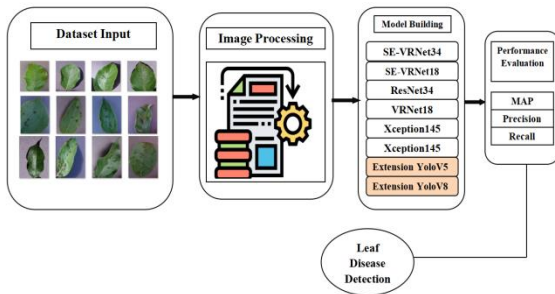 Dataset Input
Image Processing
Model Building
SE-VRNet34
SE-VRNet18
ResNet34
VRNet18
Xception145
Xception145
Extension YoloV5
Extension YoloV8
Performance
Evaluation
MAP
Precision
Recall
Leaf
Disease
Detection